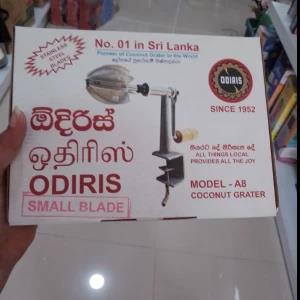 STAINLESS
STEEL
BLADES
No. 01 in Sri Lanka
Pioneer of Coconut Grater to the World
ODIRIS
SINCE 1952
ඕදිරිස්
ஒதிரிஸ்
ODIRIS
SMALL BLADE
ALL THINGS LOCAL
PROVIDES ALL THE JOY
MODEL - A8
COCONUT GRATER